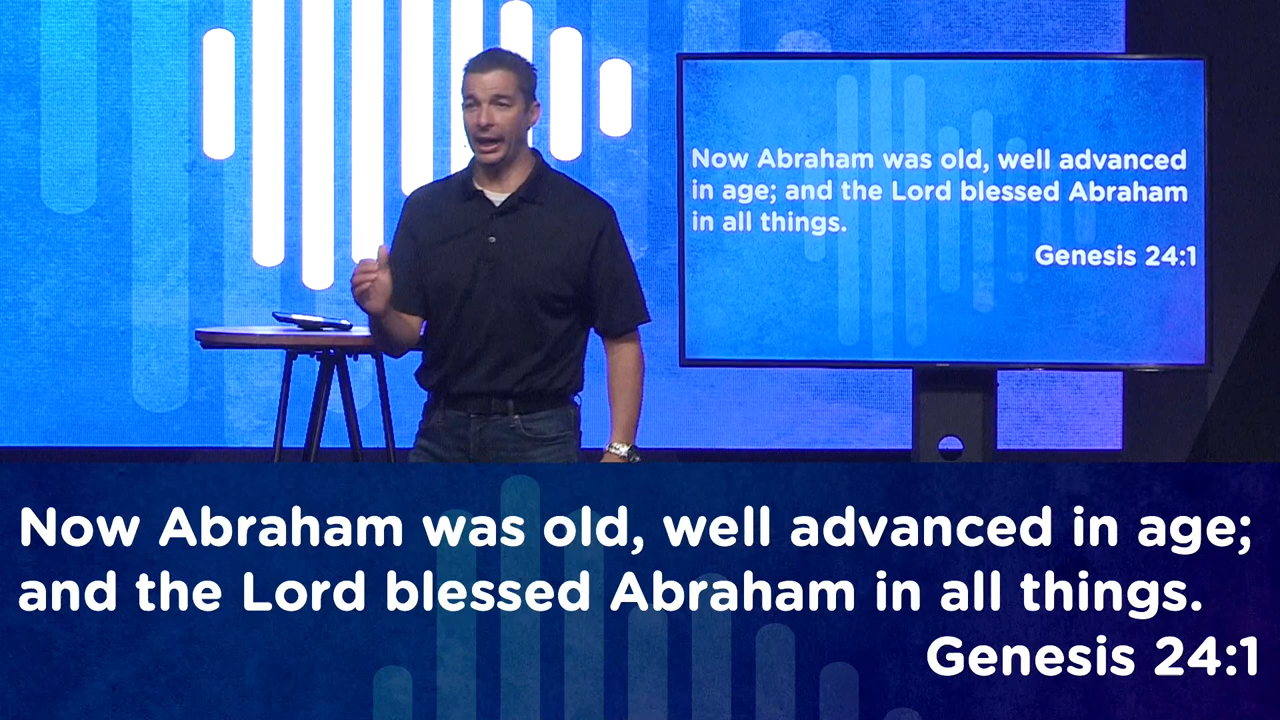 Now Abraham was old, well advanced
in age; and the Lord blessed Abraham
in all things.
Genesis 24:1
Now Abraham was old, well advanced in age;
and the Lord blessed Abraham in all things.
Genesis 24:1